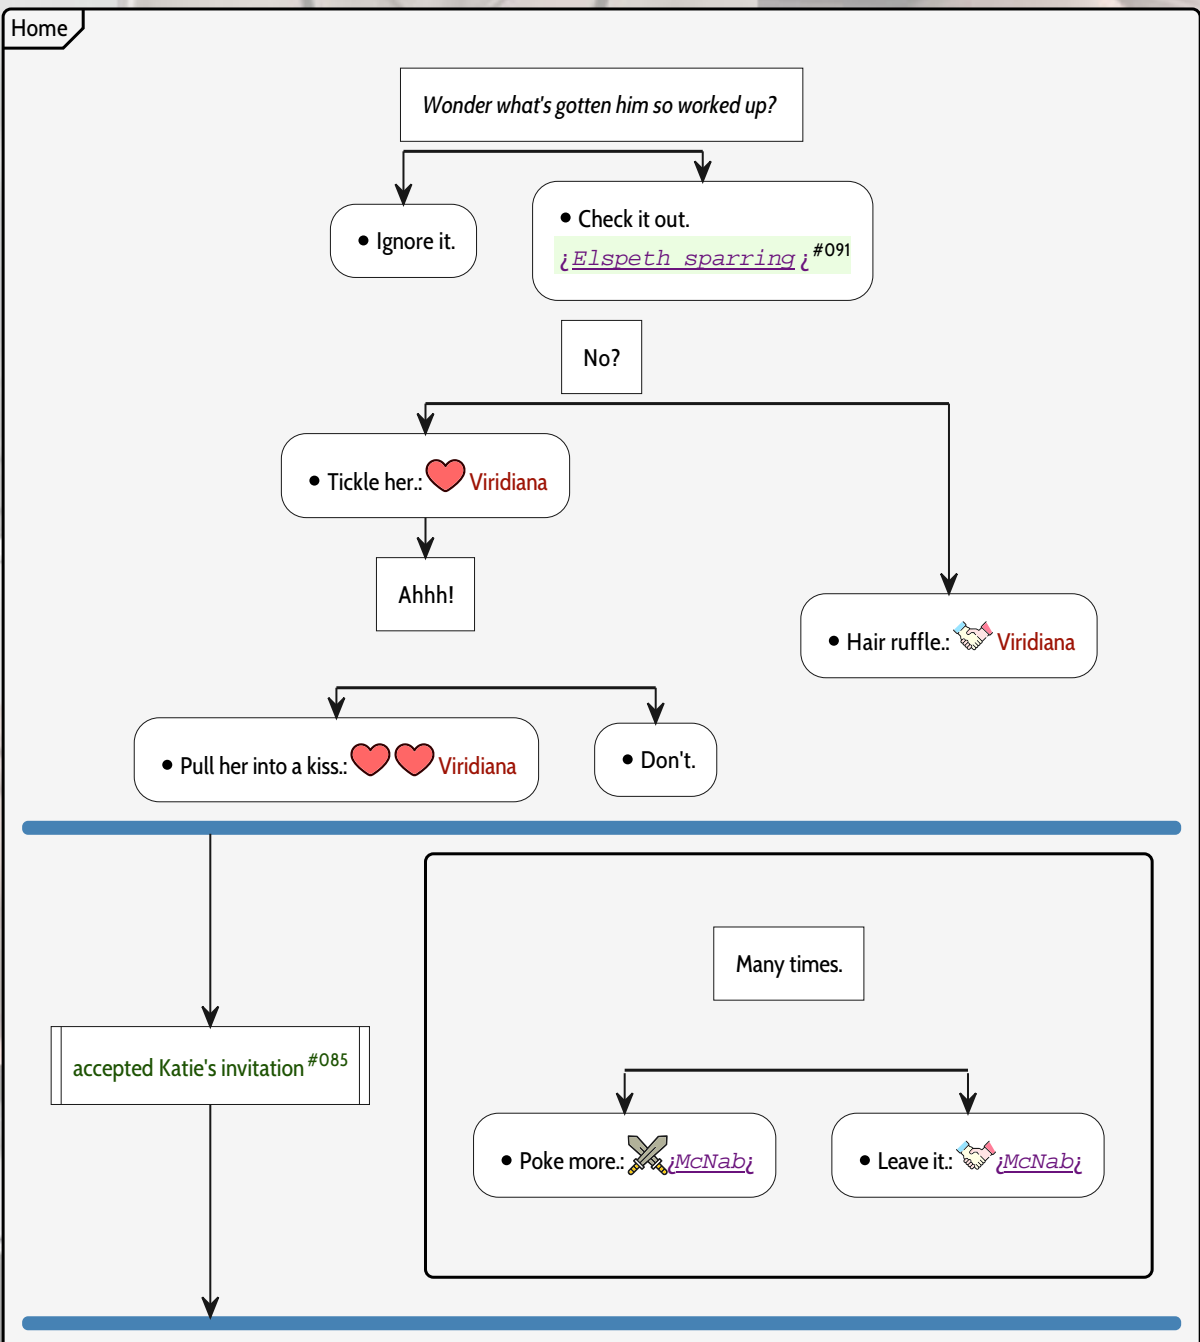 Home
Wonder what's gotten him so worked up?
• Ignore it.
• Check it out.
¿Elspeth sparring¿#091
No?
• Tickle her.: Viridiana
Ahhh!
• Hair ruffle.: Viridiana
• Pull her into a kiss.: Viridiana
• Don't.
Many times.
accepted Katie's invitation#085
• Poke more.: ¿McNab¿
• Leave it.: ¿McNab¿